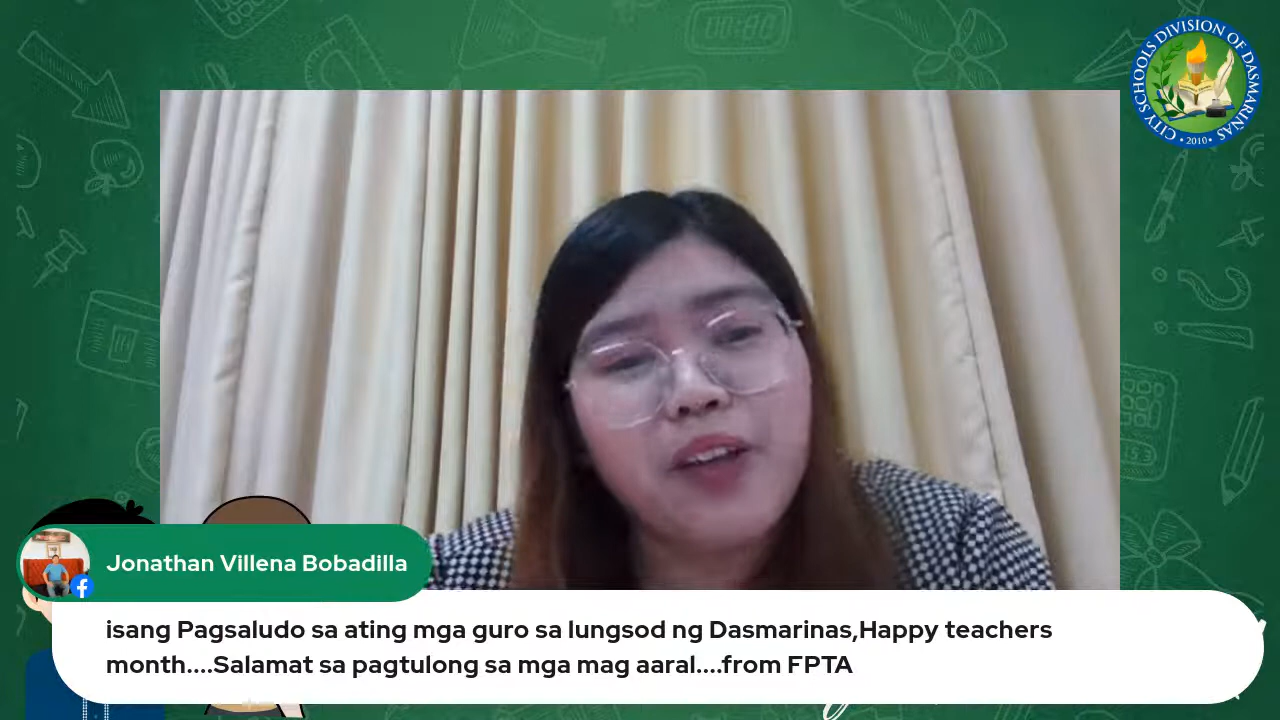 CITY SCHOOLS DIVISION OF DASMARIÑAS
• 2010 •
Jonathan Villena Bobadilla
isang Pagsaludo sa ating mga guro sa lungsod ng Dasmarinas,Happy teachers
month....Salamat sa pagtulong sa mga mag aaral....from FPTA